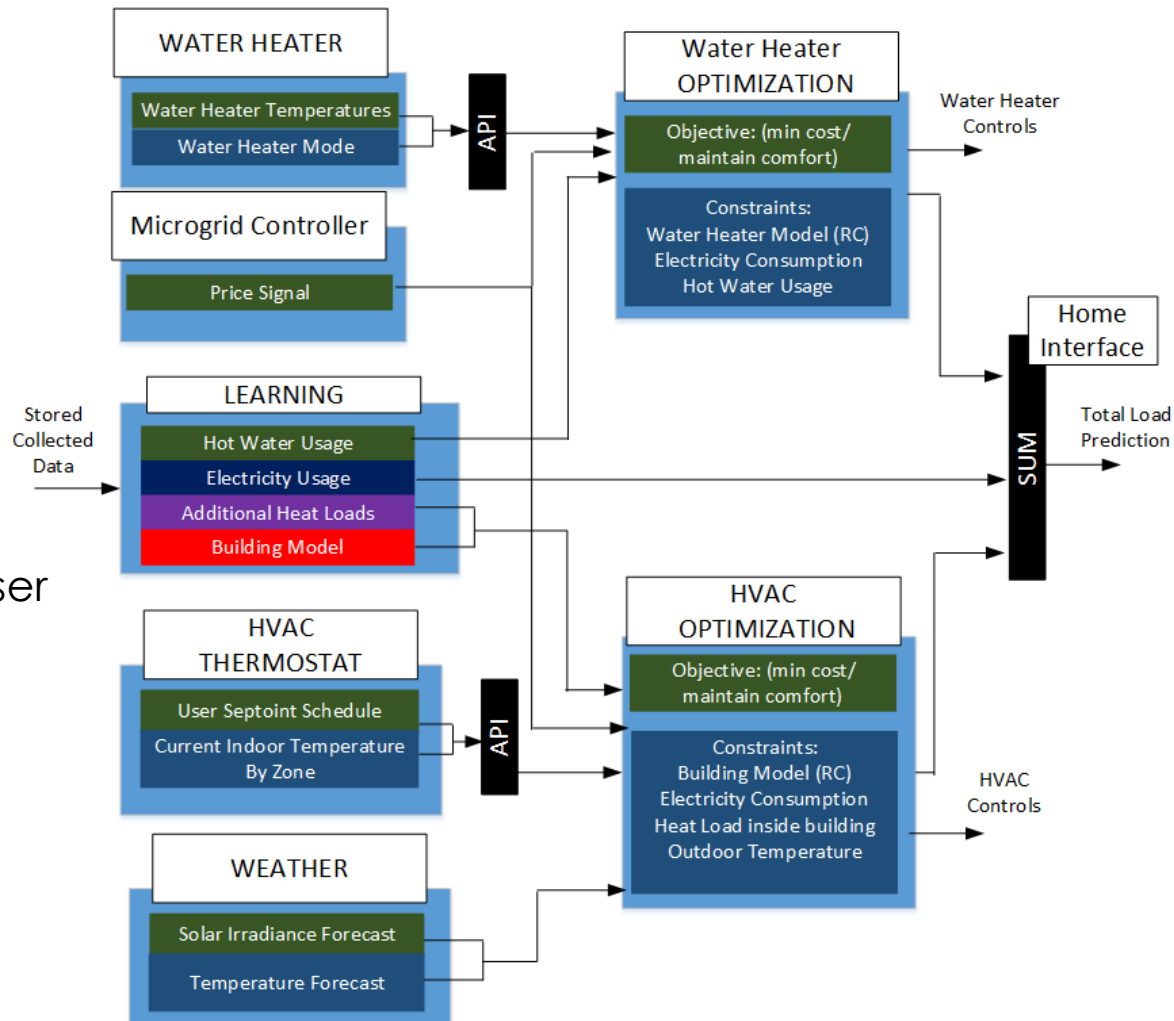 WATER HEATER
Water Heater Temperatures
Water Heater Mode
API
Microgrid Controller
Price Signal
Stored
Collected
Data
LEARNING
Hot Water Usage
Electricity Usage
Additional Heat Loads
Building Model
ser
HVAC
THERMOSTAT
User Septoint Schedule
Current Indoor Temperature
By Zone
API
WEATHER
Solar Irradiance Forecast
Temperature Forecast
Water Heater
OPTIMIZATION
Objective: (min cost/
maintain comfort)
Constraints:
Water Heater Model (RC)
Electricity Consumption
Hot Water Usage
Water Heater
Controls
HVAC
OPTIMIZATION
Objective: (min cost/
maintain comfort)
Constraints:
Building Model (RC)
Electricity Consumption
Heat Load inside building
Outdoor Temperature
HVAC
Controls
Home
Interface
SUM
Total Load
Prediction